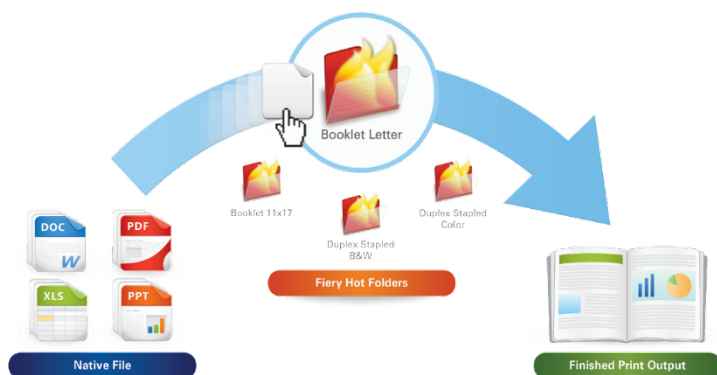 Booklet Letter
Booklet 11x17
Duplex Stapled
B&W
Duplex Stapled
Color
DOC
W
PDF
XLS
PPT
Fiery Hot Folders
Native File
Finished Print Output